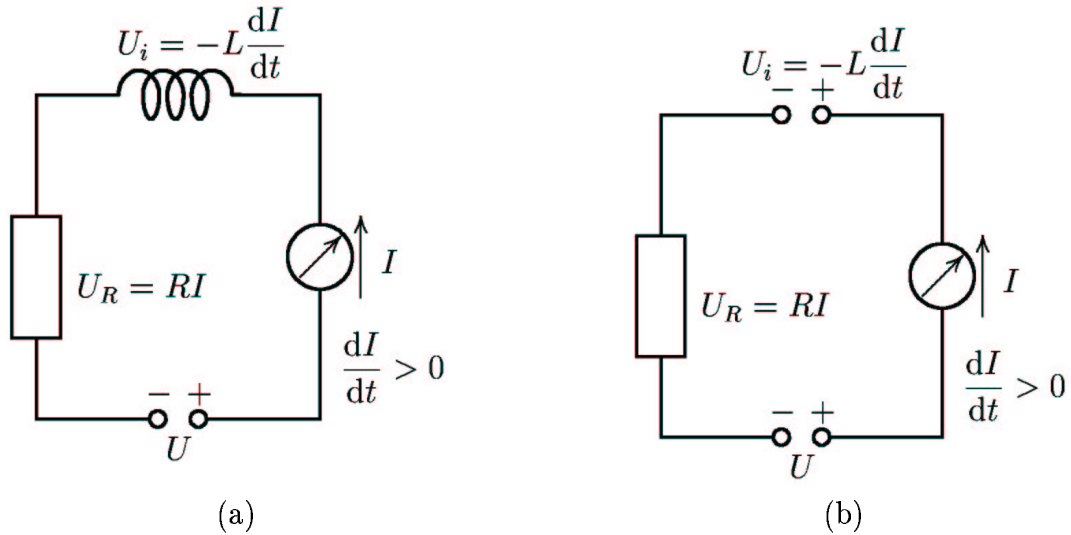 U_i = −L dI/dt
U_R = RI
I
dI/dt > 0
− +
U
(a)
U_i = −L dI/dt
− +
U_R = RI
I
dI/dt > 0
− +
U
(b)